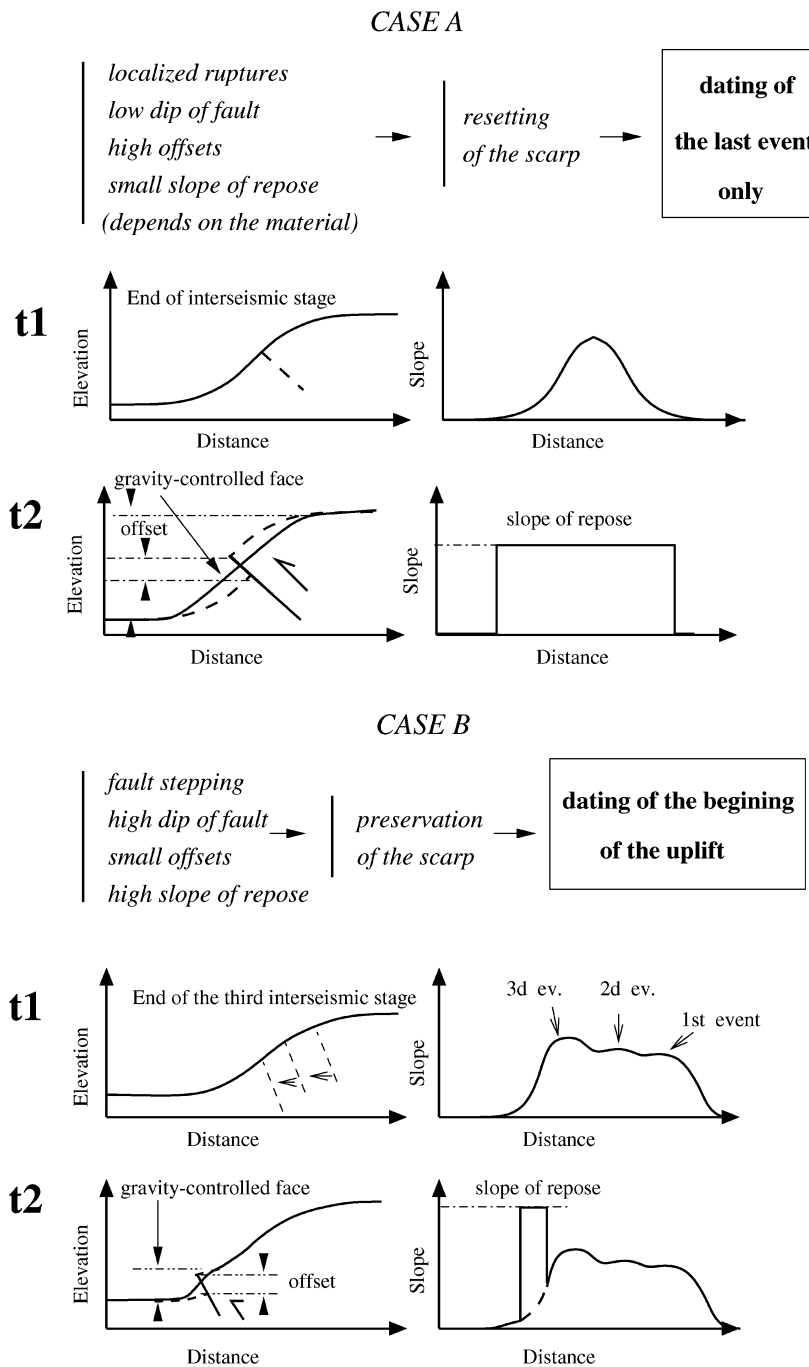 CASE A
localized ruptures
low dip of fault
high offsets
small slope of repose
(depends on the material)
resetting
of the scarp
dating of
the last event
only
t1
End of interseismic stage
Elevation
Distance
Slope
Distance
t2
gravity-controlled face
offset
Elevation
Distance
slope of repose
Slope
Distance
CASE B
fault stepping
high dip of fault
small offsets
high slope of repose
preservation
of the scarp
dating of the begining
of the uplift
t1
End of the third interseismic stage
Elevation
Distance
3d ev.
2d ev.
1st event
Slope
Distance
t2
gravity-controlled face
offset
Elevation
Distance
slope of repose
Slope
Distance